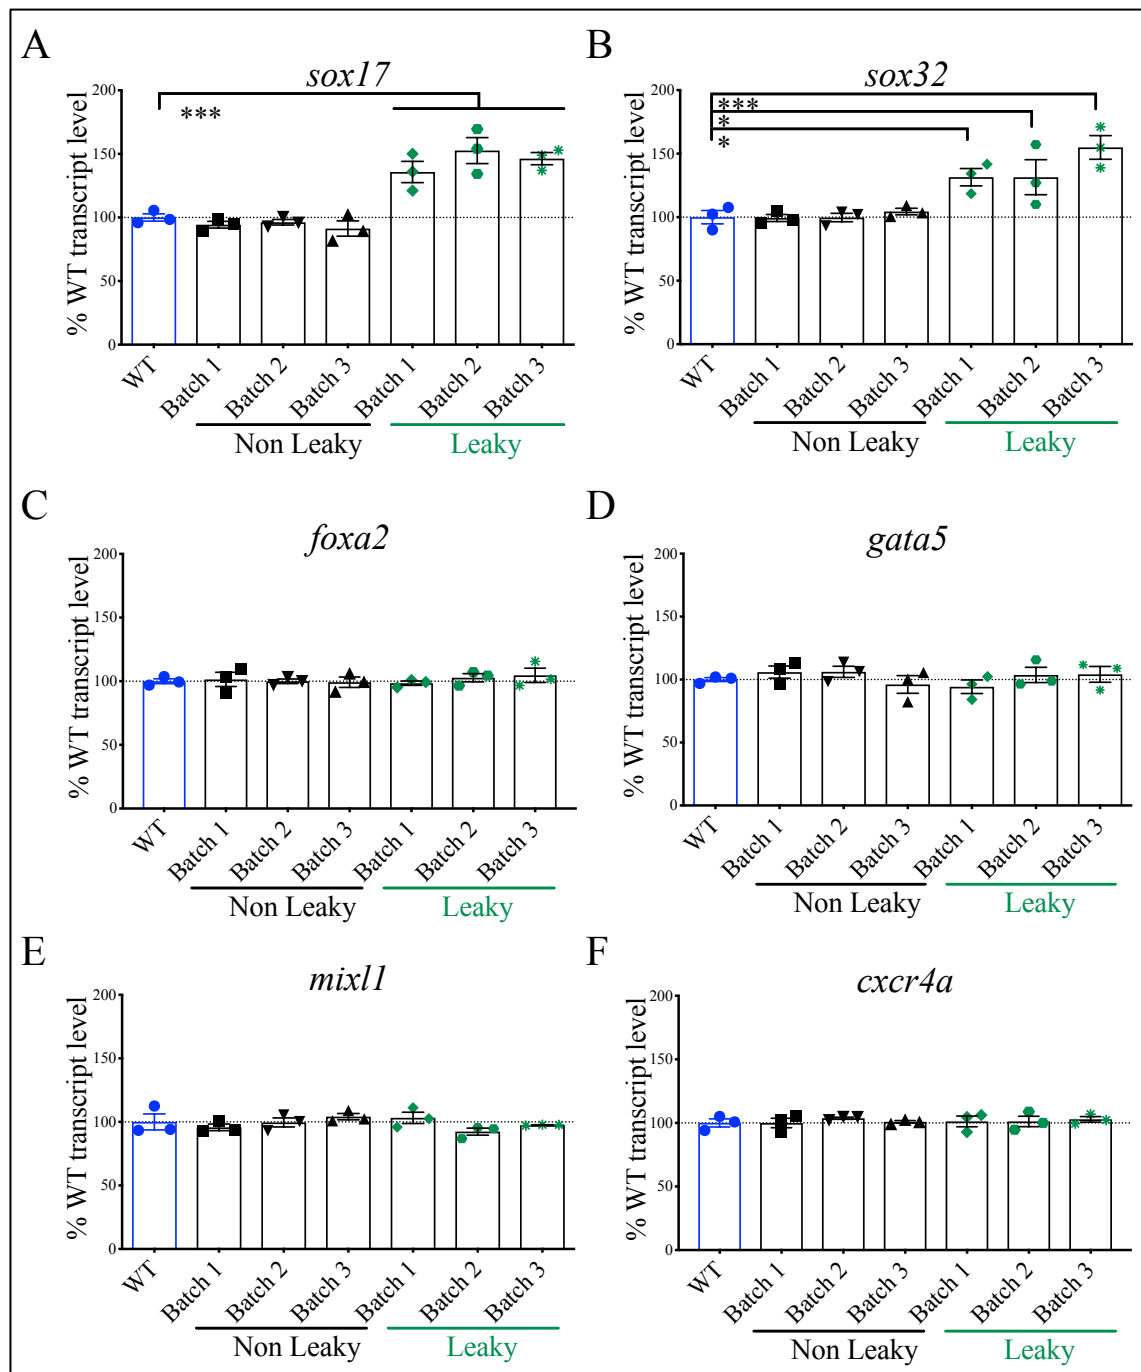 A
sox17
% WT transcript level
200
150
100
50
0
***
WT
Batch 1
Batch 2
Batch 3
Batch 1
Batch 2
Batch 3
Non Leaky
Leaky
B
sox32
% WT transcript level
200
150
100
50
0
***
*
*
WT
Batch 1
Batch 2
Batch 3
Batch 1
Batch 2
Batch 3
Non Leaky
Leaky
C
foxa2
% WT transcript level
200
150
100
50
0
WT
Batch 1
Batch 2
Batch 3
Batch 1
Batch 2
Batch 3
Non Leaky
Leaky
D
gata5
% WT transcript level
200
150
100
50
0
WT
Batch 1
Batch 2
Batch 3
Batch 1
Batch 2
Batch 3
Non Leaky
Leaky
E
mixl1
% WT transcript level
200
150
100
50
0
WT
Batch 1
Batch 2
Batch 3
Batch 1
Batch 2
Batch 3
Non Leaky
Leaky
F
cxcr4a
% WT transcript level
200
150
100
50
0
WT
Batch 1
Batch 2
Batch 3
Batch 1
Batch 2
Batch 3
Non Leaky
Leaky